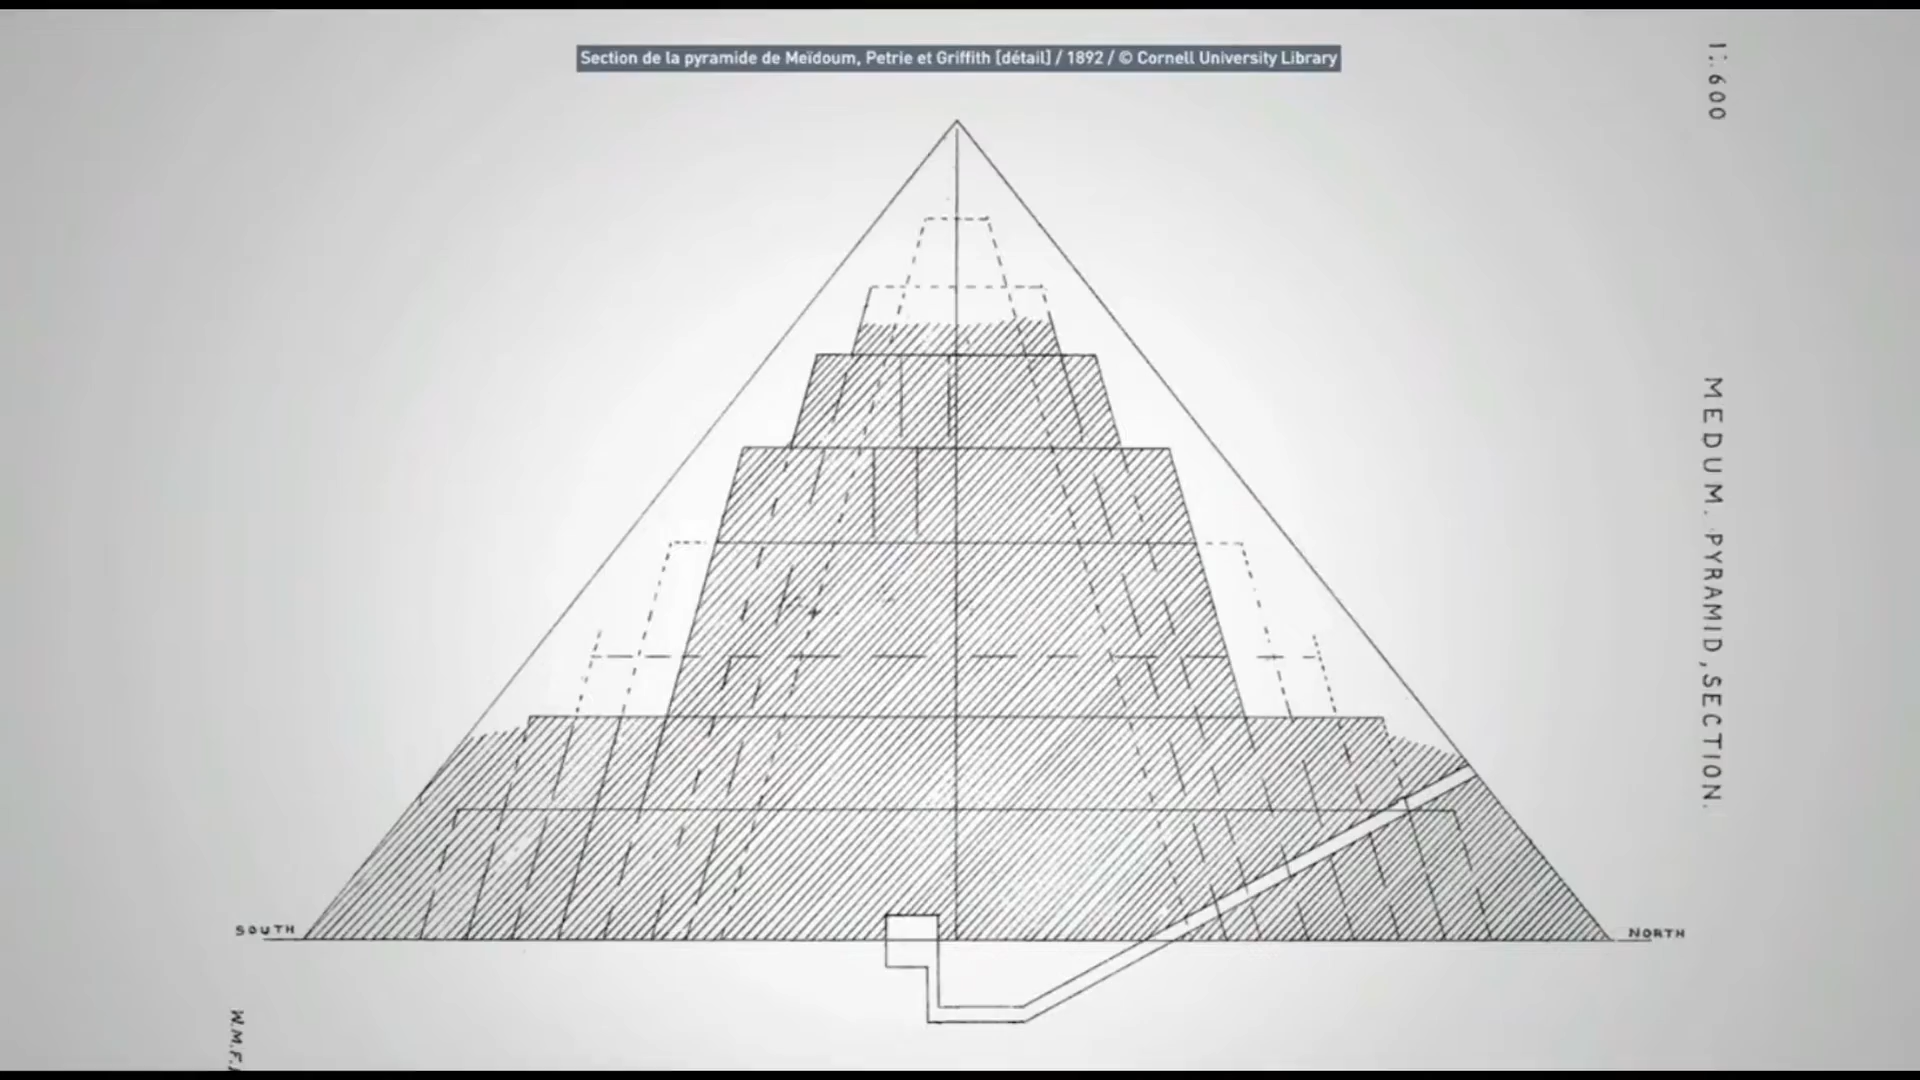 Section de la pyramide de Meïdoum, Petrie et Griffith [détail] / 1892 / © Cornell University Library
1:600
MEDUM. PYRAMID, SECTION.
SOUTH
NORTH
W.M.F.